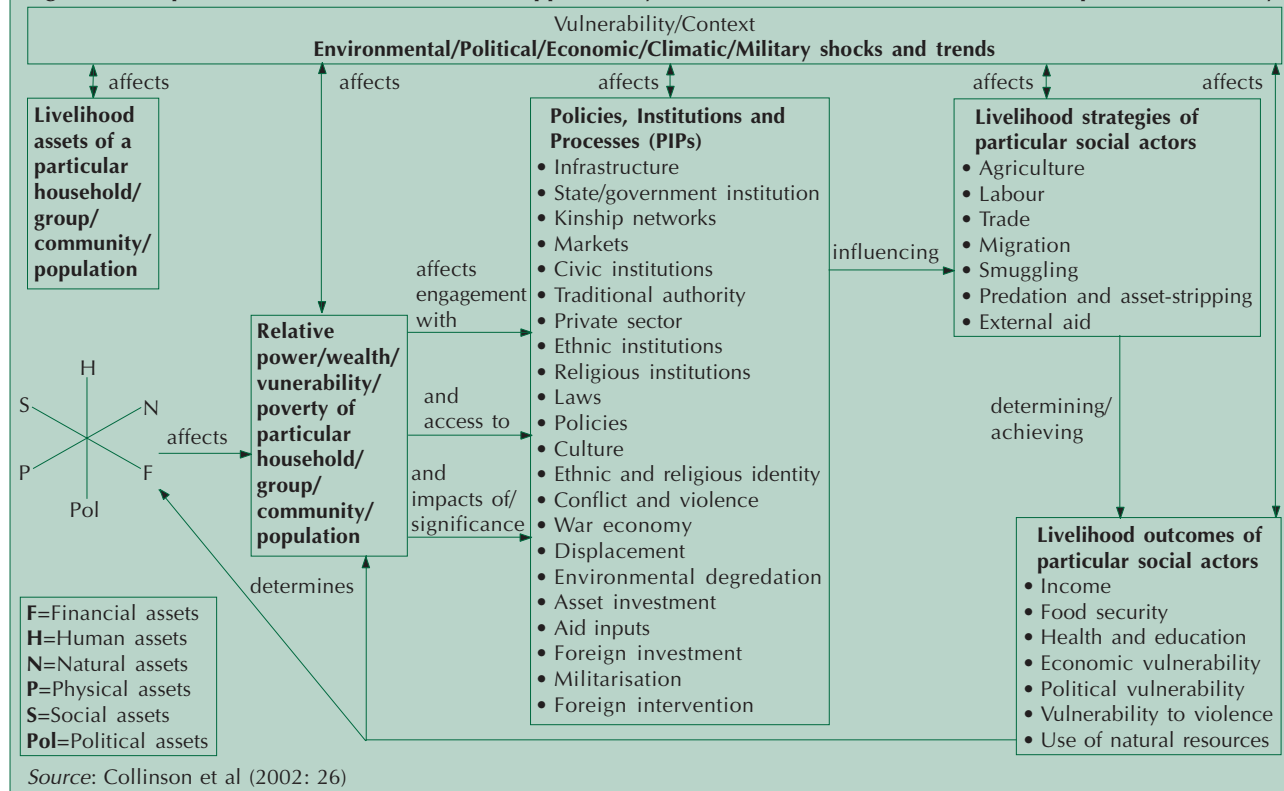 Vulnerability/Context
Environmental/Political/Economic/Climatic/Military shocks and trends
affects
affects
affects
affects
affects
Livelihood
assets of a
particular
household/
group/
community/
population
H
S
N
P
F
Pol
affects
Relative
power/wealth/
vunerability/
poverty of
particular
household/
group/
community/
population
affects
engagement
with
and
access to
and
impacts of/
significance
Policies, Institutions and
Processes (PIPs)
• Infrastructure
• State/government institution
• Kinship networks
• Markets
• Civic institutions
• Traditional authority
• Private sector
• Ethnic institutions
• Religious institutions
• Laws
• Policies
• Culture
• Ethnic and religious identity
• Conflict and violence
• War economy
• Displacement
• Environmental degredation
• Asset investment
• Aid inputs
• Foreign investment
• Militarisation
• Foreign intervention
influencing
Livelihood strategies of
particular social actors
• Agriculture
• Labour
• Trade
• Migration
• Smuggling
• Predation and asset-stripping
• External aid
determining/
achieving
Livelihood outcomes of
particular social actors
• Income
• Food security
• Health and education
• Economic vulnerability
• Political vulnerability
• Vulnerability to violence
• Use of natural resources
determines
F=Financial assets
H=Human assets
N=Natural assets
P=Physical assets
S=Social assets
Pol=Political assets
Source: Collinson et al (2002: 26)